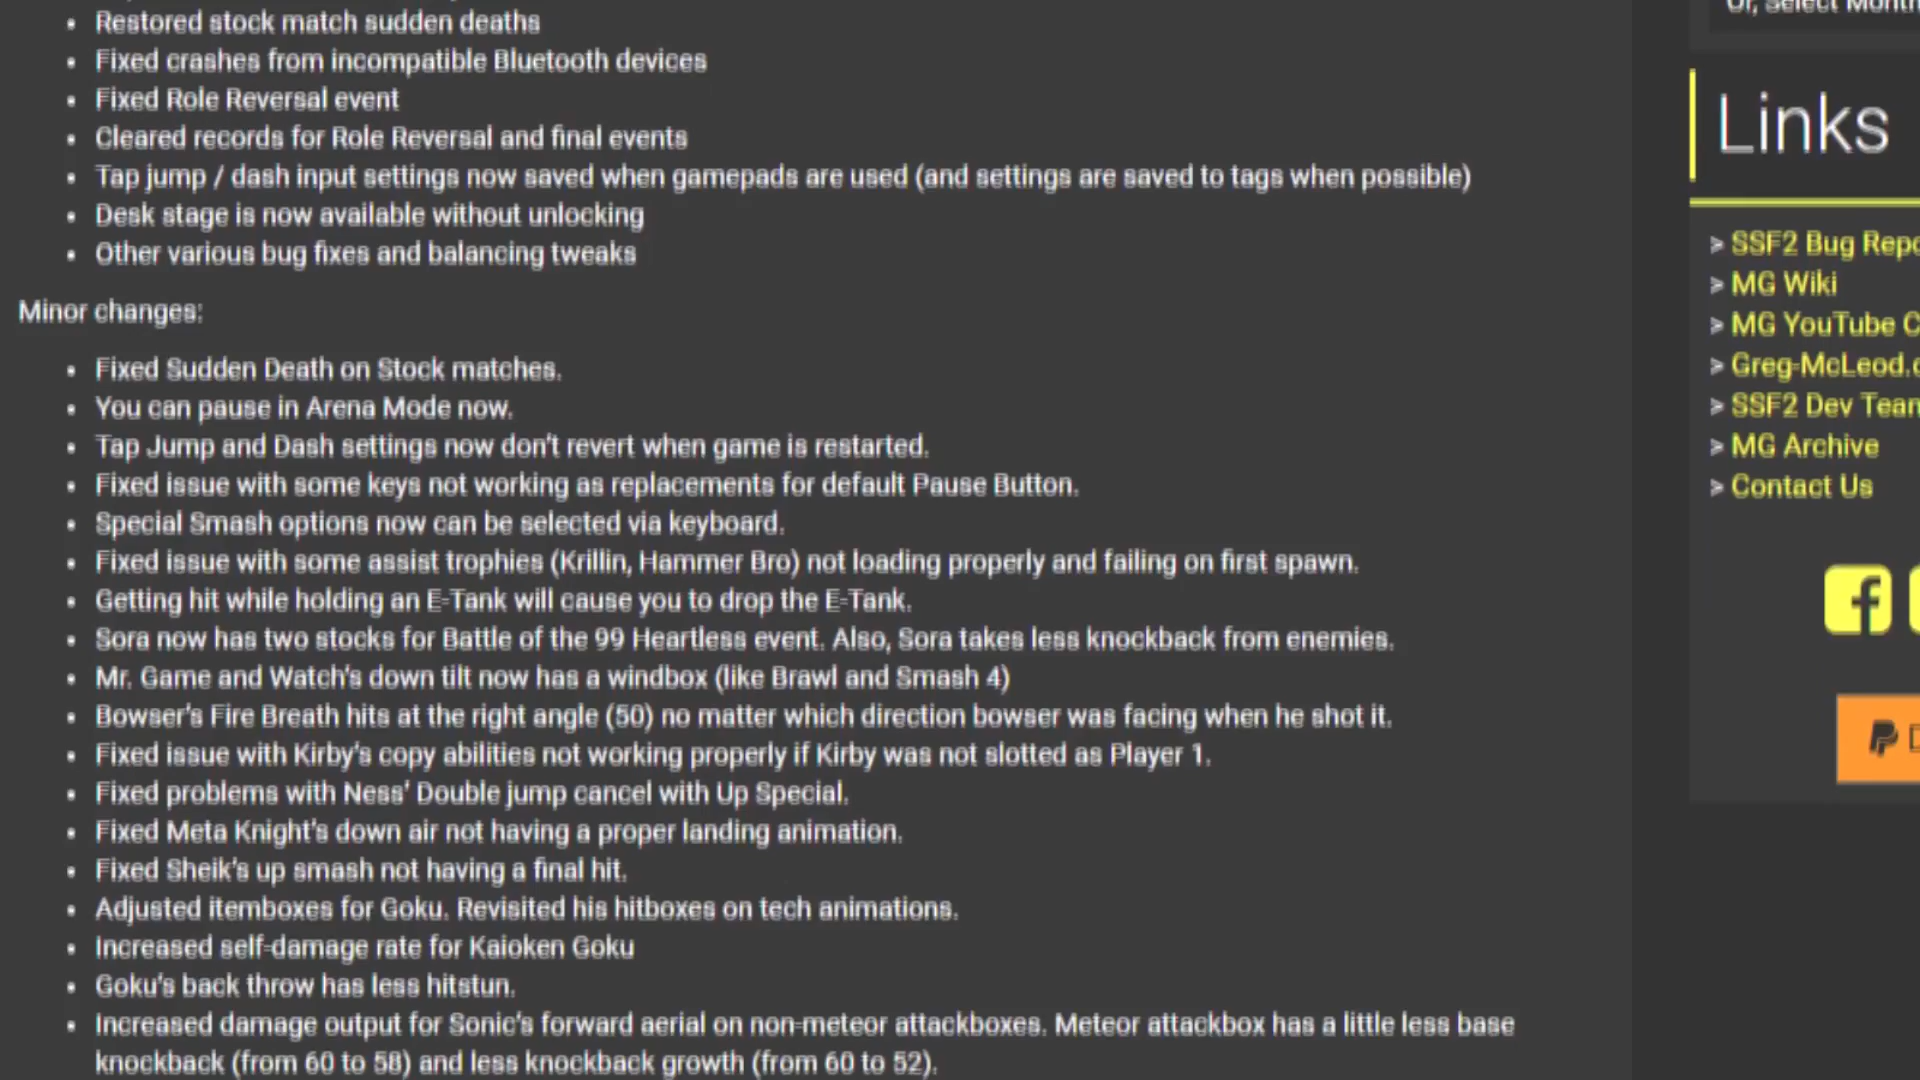 Restored stock match sudden deaths
Fixed crashes from incompatible Bluetooth devices
Fixed Role Reversal event
Cleared records for Role Reversal and final events
Tap jump / dash input settings now saved when gamepads are used (and settings are saved to tags when possible)
Desk stage is now available without unlocking
Other various bug fixes and balancing tweaks
Minor changes:
Fixed Sudden Death on Stock matches.
You can pause in Arena Mode now.
Tap Jump and Dash settings now don't revert when game is restarted.
Fixed issue with some keys not working as replacements for default Pause Button.
Special Smash options now can be selected via keyboard.
Fixed issue with some assist trophies (Krillin, Hammer Bro) not loading properly and failing on first spawn.
Getting hit while holding an E-Tank will cause you to drop the E-Tank.
Sora now has two stocks for Battle of the 99 Heartless event. Also, Sora takes less knockback from enemies.
Mr. Game and Watch's down tilt now has a windbox (like Brawl and Smash 4)
Bowser's Fire Breath hits at the right angle (50) no matter which direction bowser was facing when he shot it.
Fixed issue with Kirby's copy abilities not working properly if Kirby was not slotted as Player 1.
Fixed problems with Ness' Double jump cancel with Up Special.
Fixed Meta Knight's down air not having a proper landing animation.
Fixed Sheik's up smash not having a final hit.
Adjusted itemboxes for Goku. Revisited his hitboxes on tech animations.
Increased self-damage rate for Kaioken Goku
Goku's back throw has less hitstun.
Increased damage output for Sonic's forward aerial on non-meteor attackboxes. Meteor attackbox has a little less base
knockback (from 60 to 58) and less knockback growth (from 60 to 52).
Or, select Month
Links
> SSF2 Bug Repo
> MG Wiki
> MG YouTube C
> Greg-McLeod.c
> SSF2 Dev Team
> MG Archive
> Contact Us